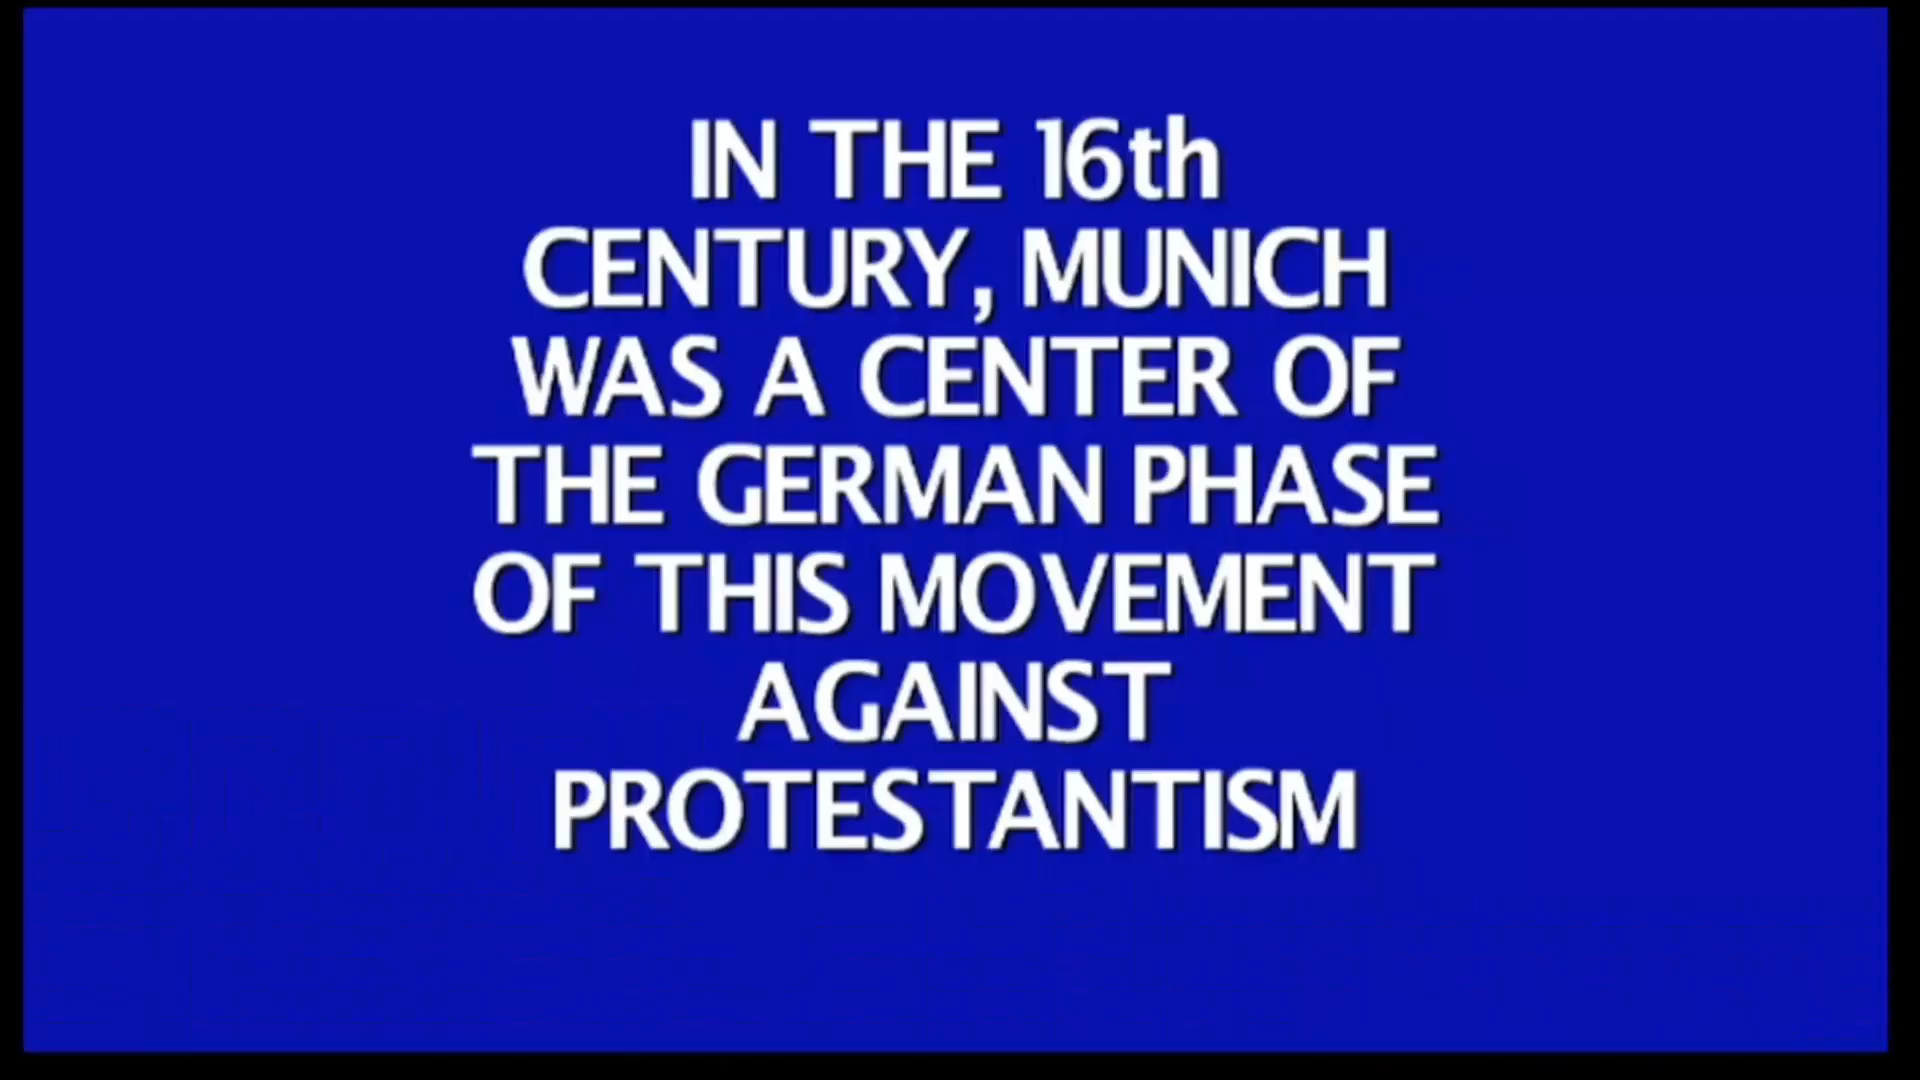 IN THE 16th
CENTURY, MUNICH
WAS A CENTER OF
THE GERMAN PHASE
OF THIS MOVEMENT
AGAINST
PROTESTANTISM